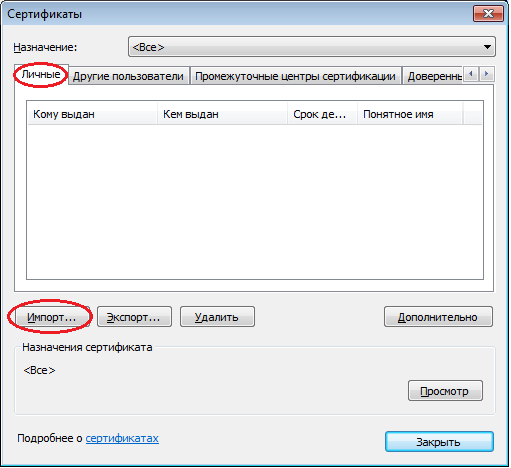 Сертификаты
Назначение: <Все>
Личные Другие пользователи Промежуточные центры сертификации Доверенны
Кому выдан Кем выдан Срок де... Понятное имя
Импорт... Экспорт... Удалить Дополнительно
Назначения сертификата
<Все>
Просмотр
Подробнее о сертификатах
Закрыть